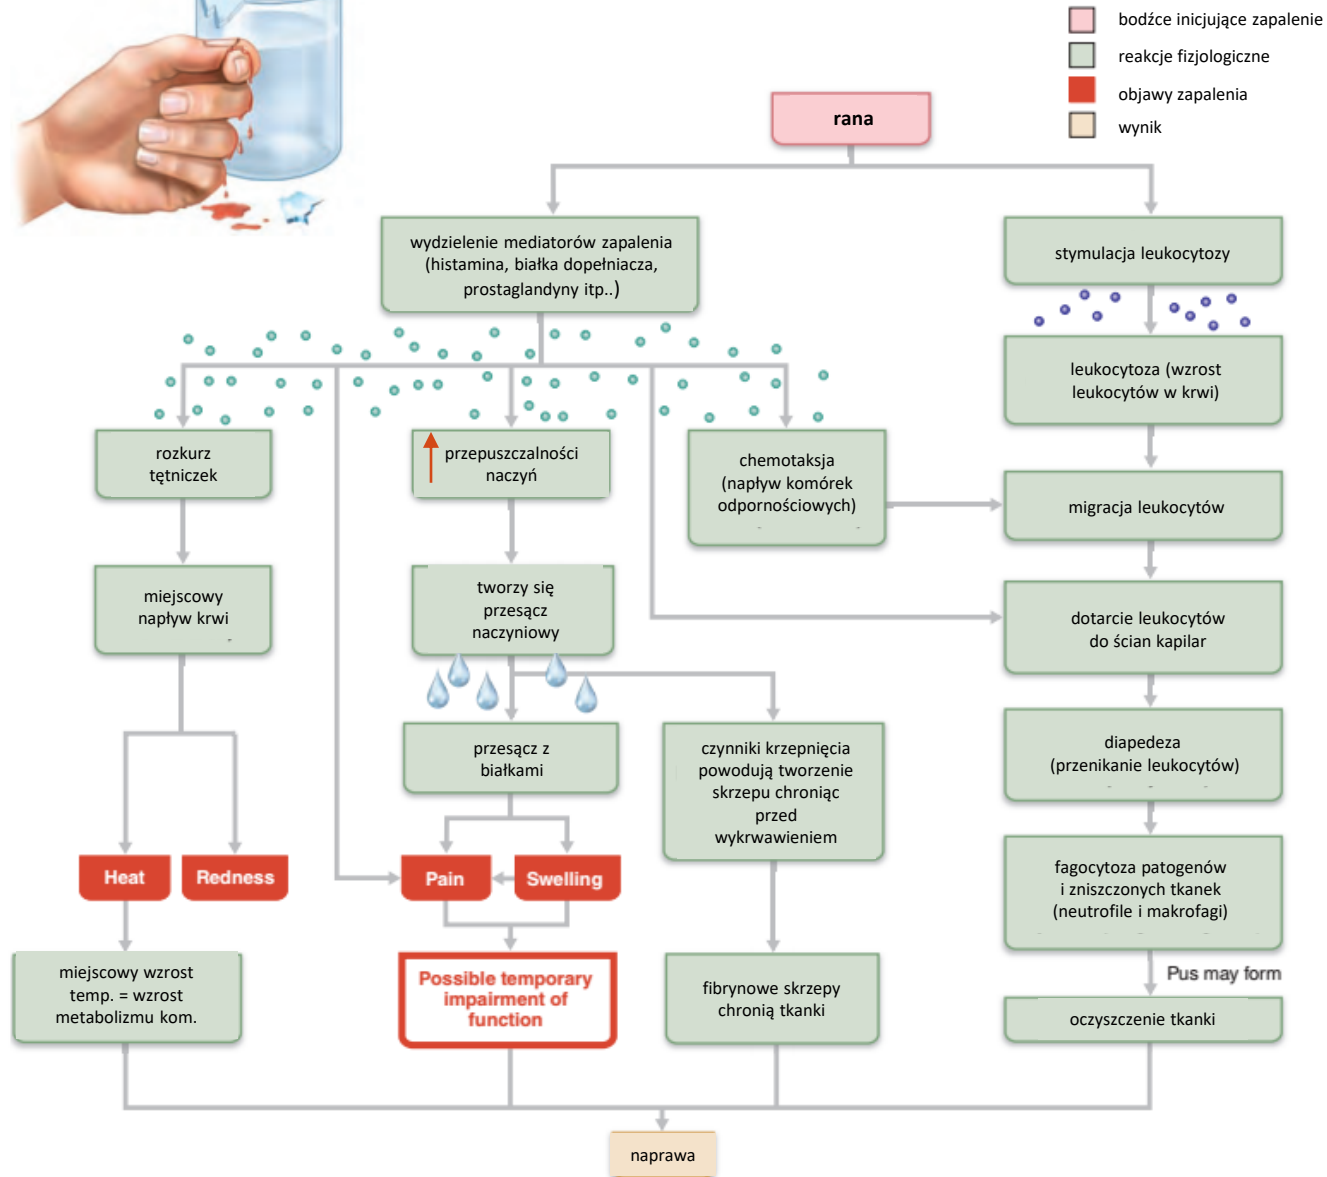 bodźce inicjujące zapalenie
reakcje fizjologiczne
objawy zapalenia
wynik
rana
wydzielenie mediatorów zapalenia
(histamina, białka dopełniacza,
prostaglandyny itp..)
stymulacja leukocytozy
leukocytoza (wzrost
leukocytów w krwi)
rozkurz
tętniczek
przepuszczalności
naczyń
chemotaksja
(napływ komórek
odpornościowych)
migracja leukocytów
miejscowy
napływ krwi
tworzy się
przesącz
naczyniowy
dotarcie leukocytów
do ścian kapilar
przesącz z
białkami
czynniki krzepnięcia
powodują tworzenie
skrzepu chroniąc
przed
wykrwawieniem
diapedeza
(przenikanie leukocytów)
Heat
Redness
Pain
Swelling
fagocytoza patogenów
i zniszczonych tkanek
(neutrofile i makrofagi)
miejscowy wzrost
temp. = wzrost
metabolizmu kom.
Possible temporary
impairment of
function
fibrynowe skrzepy
chronią tkanki
Pus may form
oczyszczenie tkanki
naprawa